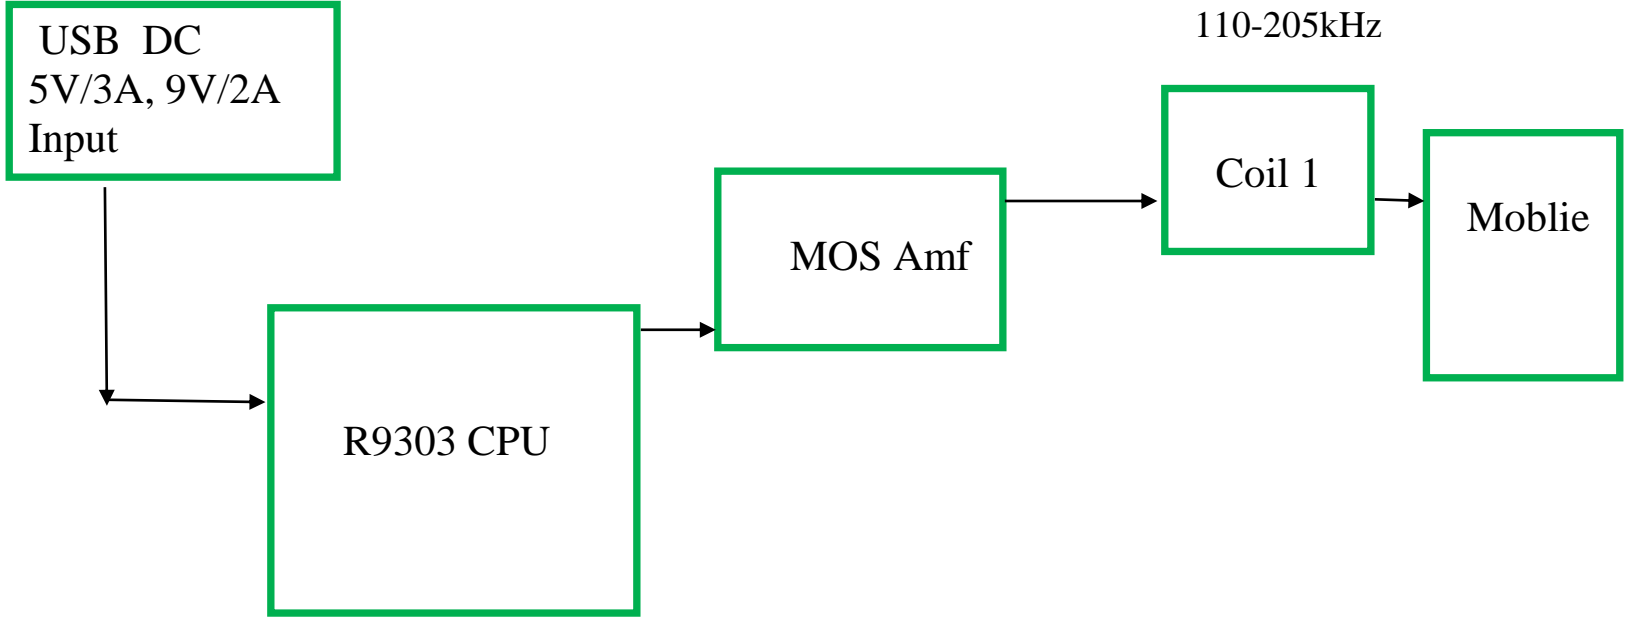 USB DC
5V/3A, 9V/2A
Input
110-205kHz
Coil 1
Moblie
MOS Amf
R9303 CPU